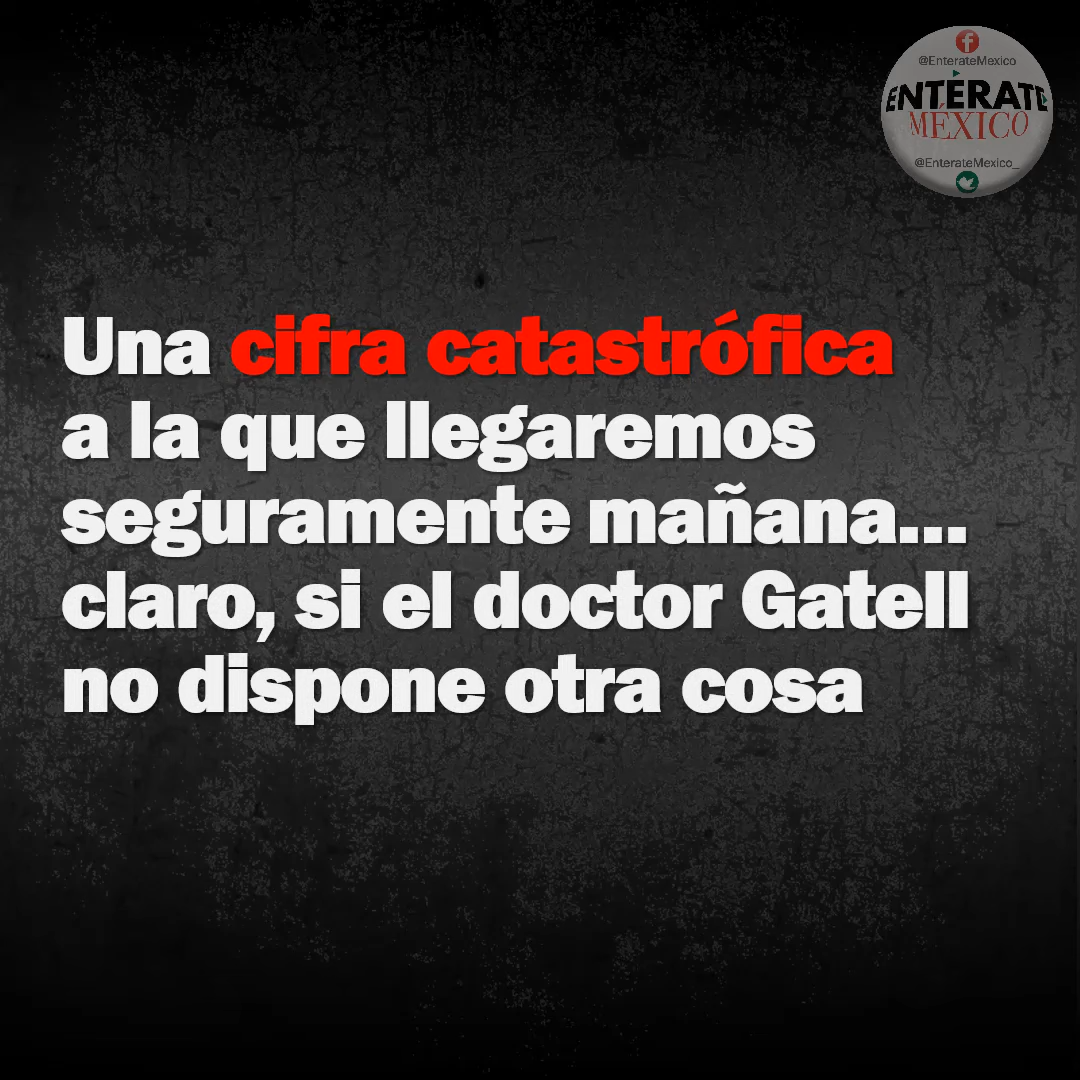 @EnterateMexico
ENTÉRATE
MÉXICO
@EnterateMexico_
Una cifra catastrófica
a la que llegaremos
seguramente mañana...
claro, si el doctor Gatell
no dispone otra cosa